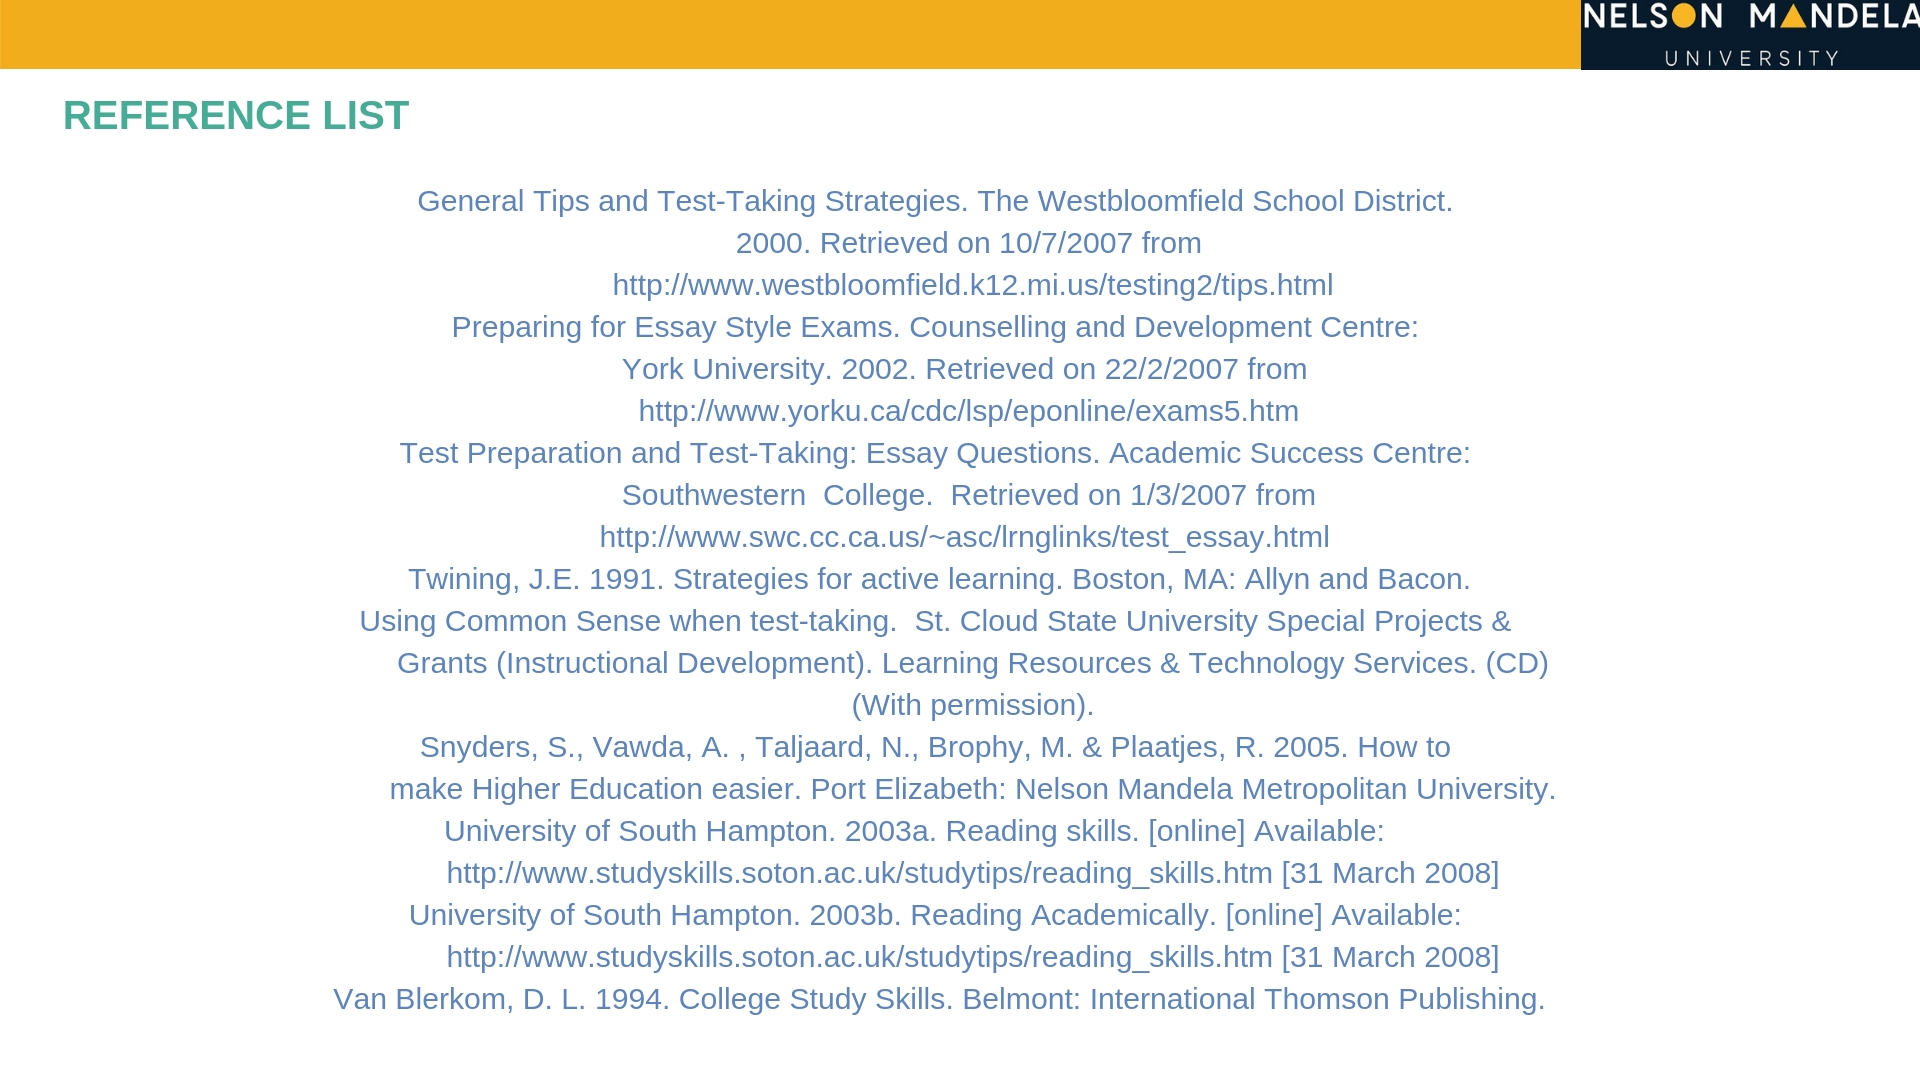 NELSON MANDELA
UNIVERSITY
REFERENCE LIST
General Tips and Test-Taking Strategies. The Westbloomfield School District.
2000. Retrieved on 10/7/2007 from
http://www.westbloomfield.k12.mi.us/testing2/tips.html
Preparing for Essay Style Exams. Counselling and Development Centre:
York University. 2002. Retrieved on 22/2/2007 from
http://www.yorku.ca/cdc/lsp/eponline/exams5.htm
Test Preparation and Test-Taking: Essay Questions. Academic Success Centre:
Southwestern  College.  Retrieved on 1/3/2007 from
http://www.swc.cc.ca.us/~asc/lrnglinks/test_essay.html
Twining, J.E. 1991. Strategies for active learning. Boston, MA: Allyn and Bacon.
Using Common Sense when test-taking.  St. Cloud State University Special Projects &
Grants (Instructional Development). Learning Resources & Technology Services. (CD)
(With permission).
Snyders, S., Vawda, A. , Taljaard, N., Brophy, M. & Plaatjes, R. 2005. How to
make Higher Education easier. Port Elizabeth: Nelson Mandela Metropolitan University.
University of South Hampton. 2003a. Reading skills. [online] Available:
http://www.studyskills.soton.ac.uk/studytips/reading_skills.htm [31 March 2008]
University of South Hampton. 2003b. Reading Academically. [online] Available:
http://www.studyskills.soton.ac.uk/studytips/reading_skills.htm [31 March 2008]
Van Blerkom, D. L. 1994. College Study Skills. Belmont: International Thomson Publishing.